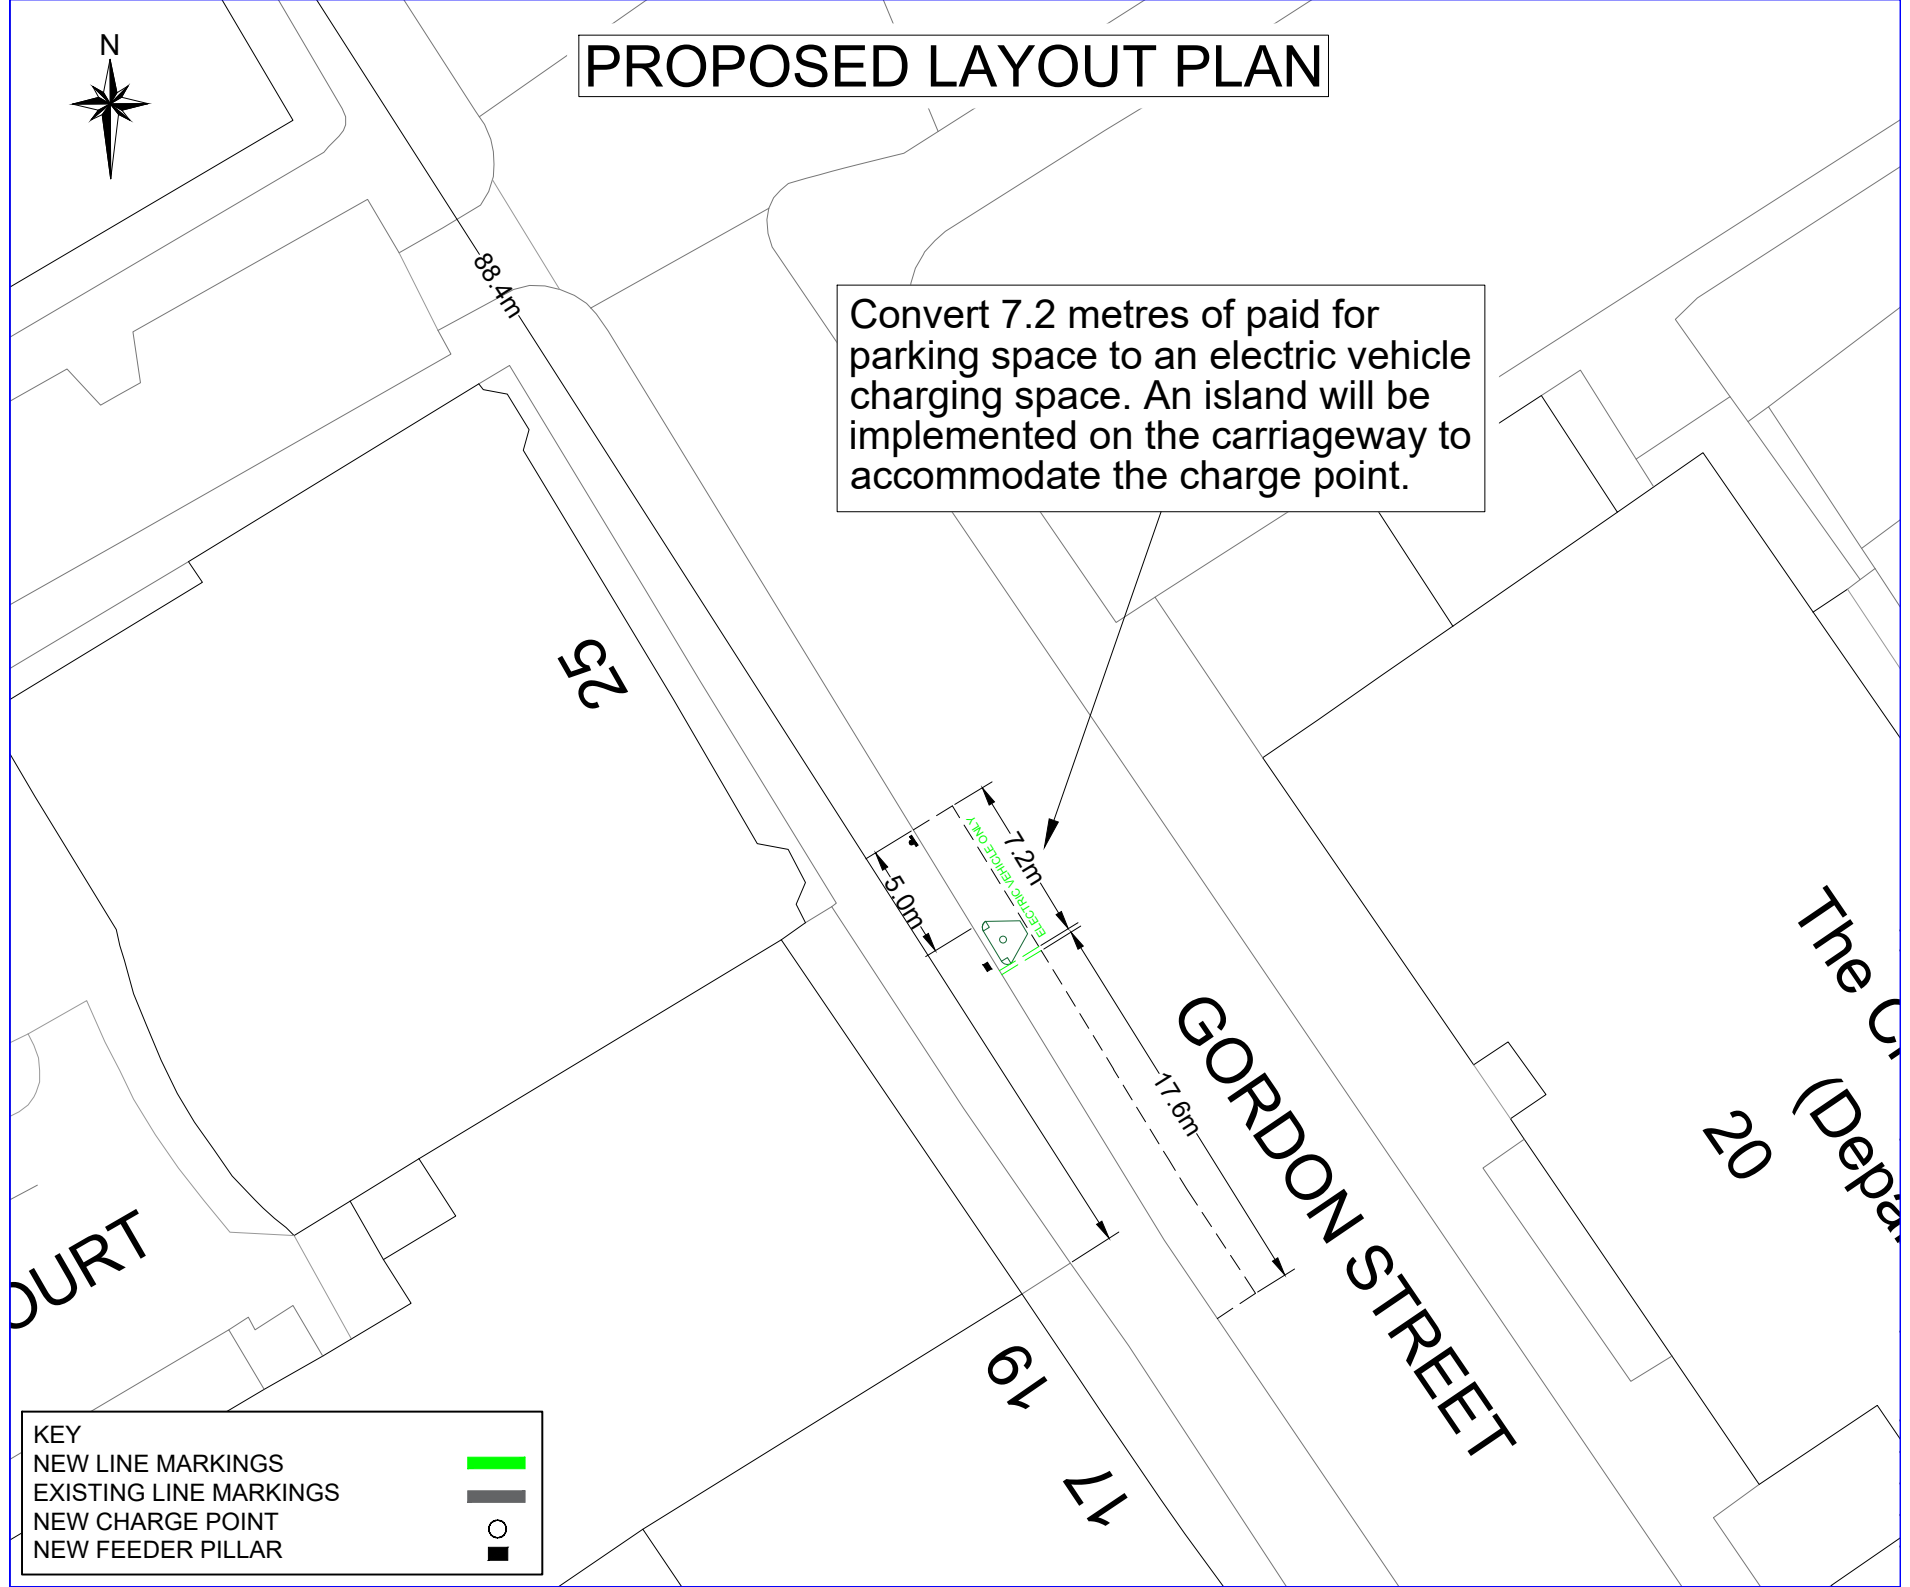 N
PROPOSED LAYOUT PLAN
88.4m
Convert 7.2 metres of paid for
parking space to an electric vehicle
charging space. An island will be
implemented on the carriageway to
accommodate the charge point.
25
7.2m
ELECTRIC VEHICLE ONLY
5.0m
17.6m
GORDON STREET
The C
(Depa
20
OURT
19
17
KEY
NEW LINE MARKINGS
EXISTING LINE MARKINGS
NEW CHARGE POINT
NEW FEEDER PILLAR